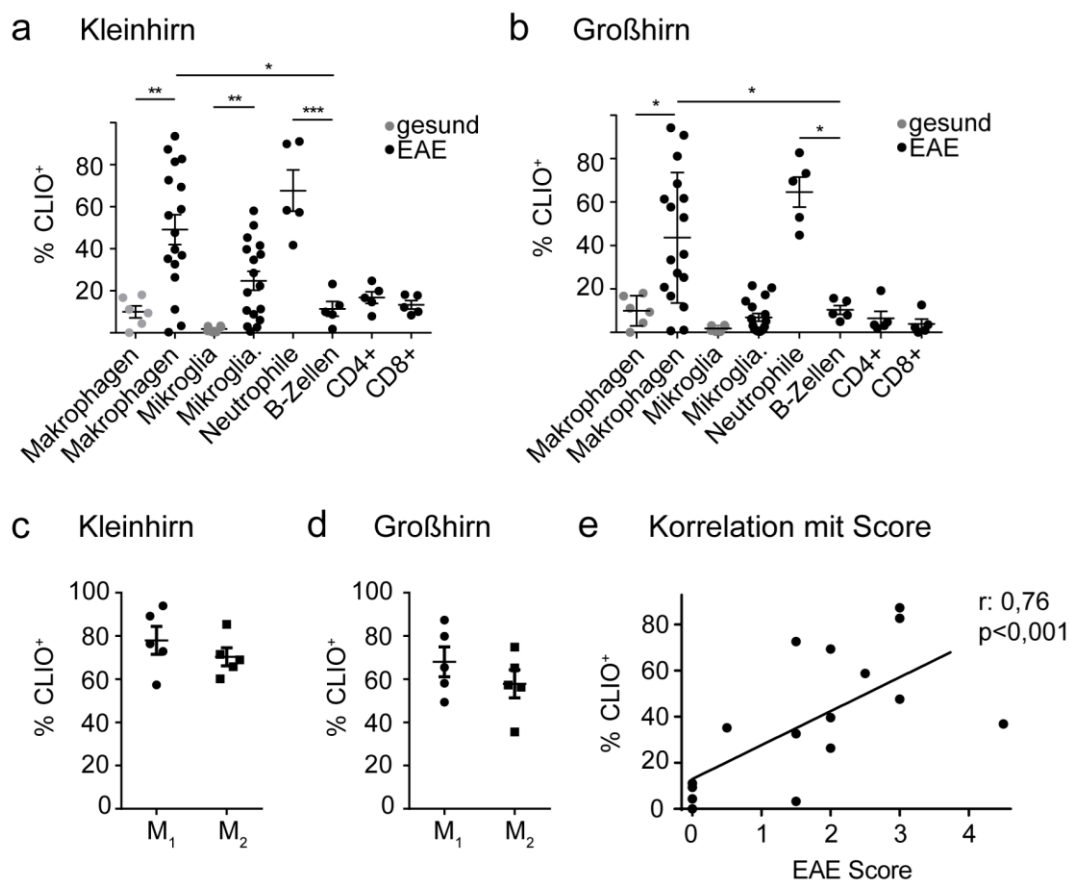 a Kleinhirn
* 
** ** ***
gesund
EAE
% CLIO⁺
80
60
40
20
Makrophagen
Makrophagen
Mikroglia
Mikroglia.
Neutrophile
B-Zellen
CD4+
CD8+
b Großhirn
* *
*
gesund
EAE
% CLIO⁺
80
60
40
20
Makrophagen
Makrophagen
Mikroglia
Mikroglia.
Neutrophile
B-Zellen
CD4+
CD8+
c Kleinhirn
% CLIO⁺
100
80
60
40
20
0
M₁ M₂
d Großhirn
% CLIO⁺
100
80
60
40
20
0
M₁ M₂
e Korrelation mit Score
r: 0,76
p<0,001
% CLIO⁺
80
60
40
20
0
0 1 2 3 4
EAE Score